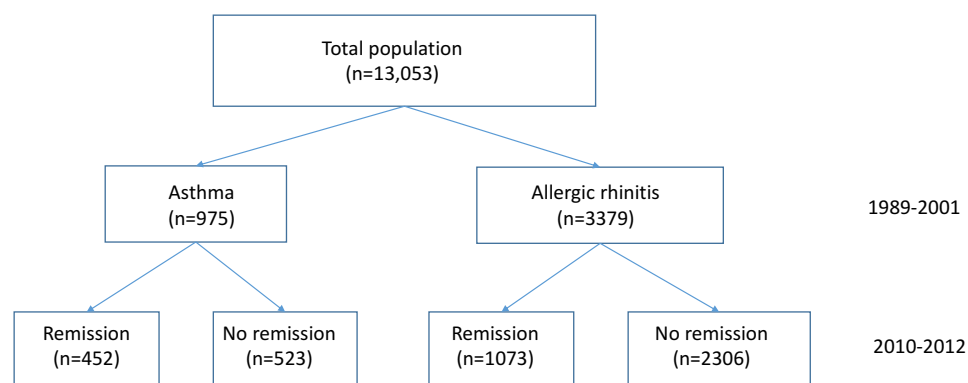 Total population
(n=13,053)
Asthma
(n=975)
Allergic rhinitis
(n=3379)
1989-2001
Remission
(n=452)
No remission
(n=523)
Remission
(n=1073)
No remission
(n=2306)
2010-2012